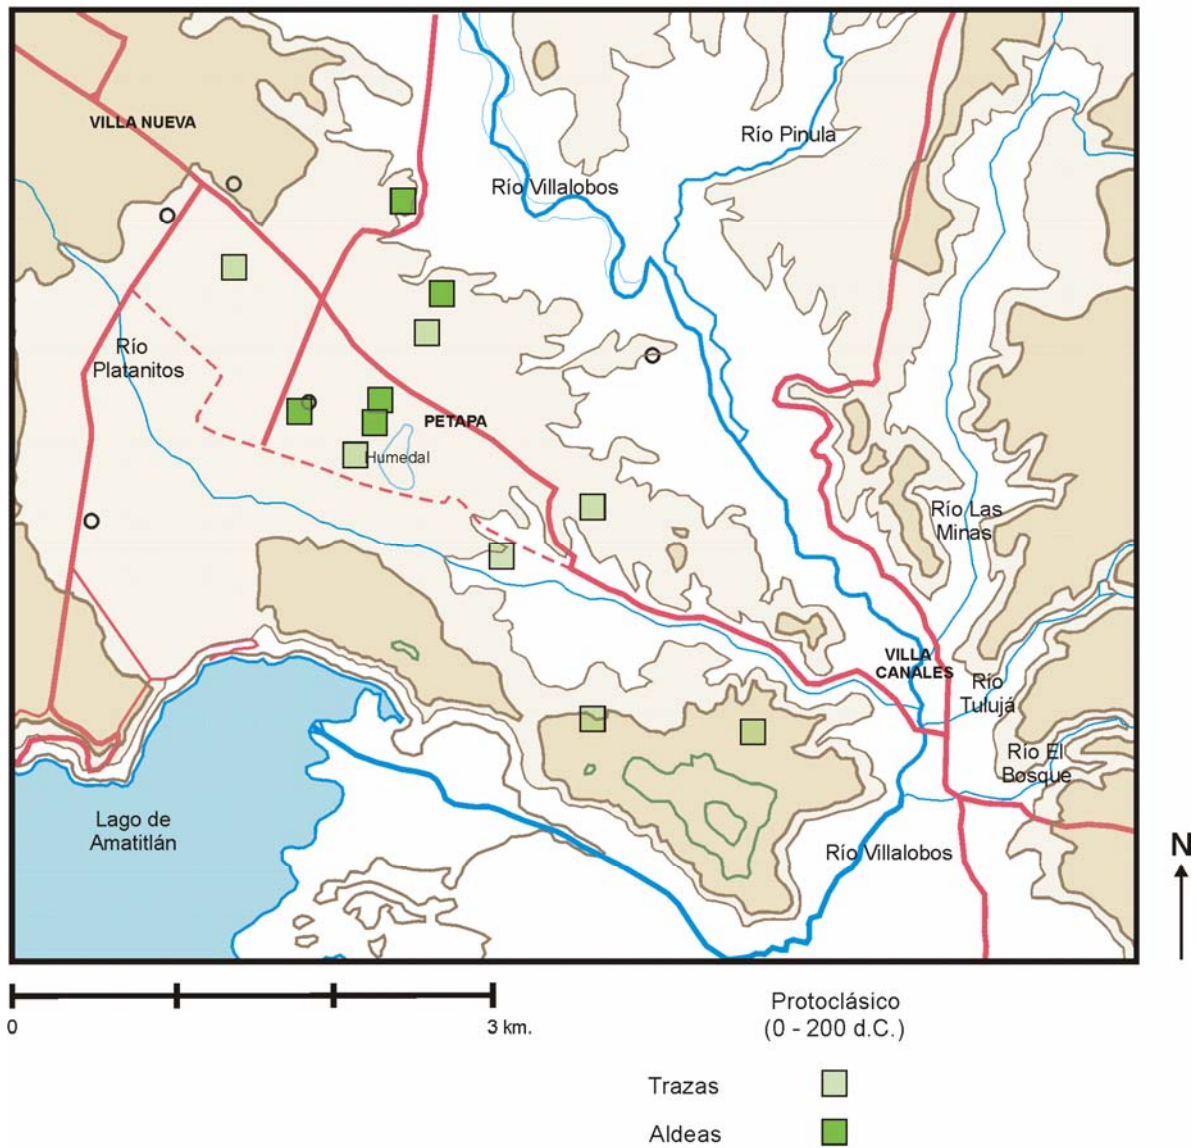 VILLA NUEVA
Río Pinula
Río Villalobos
Río
Platanitos
PETAPA
Humedal
Río Las
Minas
VILLA
CANALES
Río
Tulujá
Río El
Bosque
Lago de
Amatitlán
Río Villalobos
N
0
3 km.
Protoclásico
(0 - 200 d.C.)
Trazas
Aldeas